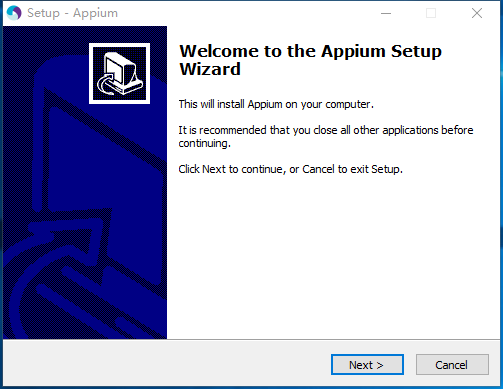 Setup - Appium
Welcome to the Appium Setup
Wizard
This will install Appium on your computer.
It is recommended that you close all other applications before
continuing.
Click Next to continue, or Cancel to exit Setup.
Next >
Cancel